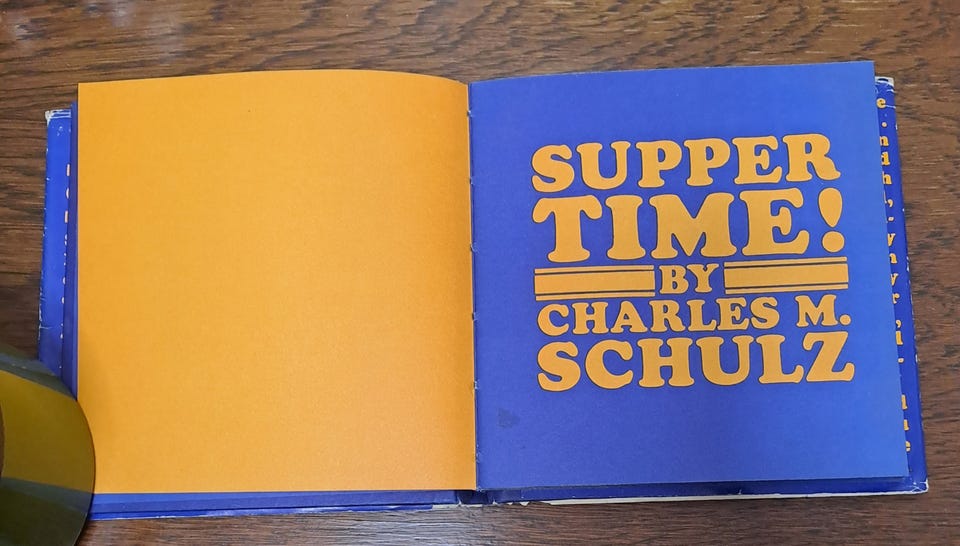 SUPPER
TIME!
BY
CHARLES M.
SCHULZ